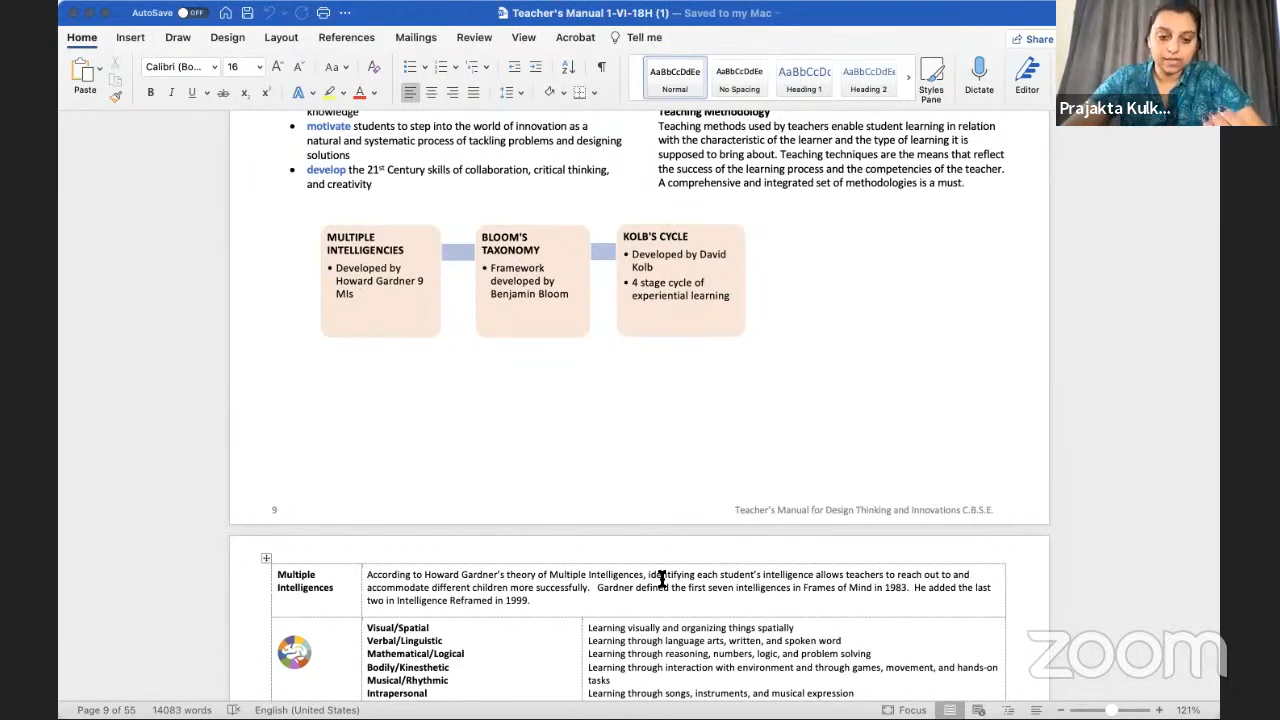 AutoSave OFF
Teacher's Manual 1-VI-18H (1) — Saved to my Mac
Home Insert Draw Design Layout References Mailings Review View Acrobat Tell me
Share
Paste
Calibri (Bo... 16
AaBbCcDdEe
Normal
AaBbCcDdEe
No Spacing
AaBbCcDc
Heading 1
AaBbCcDdEe
Heading 2
Styles
Pane
Dictate
Editor
Prajakta Kulk...
knowledge
motivate students to step into the world of innovation as a
natural and systematic process of tackling problems and designing
solutions
develop the 21st Century skills of collaboration, critical thinking,
and creativity
Teaching Methodology
Teaching methods used by teachers enable student learning in relation
with the characteristic of the learner and the type of learning it is
supposed to bring about. Teaching techniques are the means that reflect
the success of the learning process and the competencies of the teacher.
A comprehensive and integrated set of methodologies is a must.
MULTIPLE
INTELLIGENCIES
• Developed by
Howard Gardner 9
MIs
BLOOM'S
TAXONOMY
• Framework
developed by
Benjamin Bloom
KOLB'S CYCLE
• Developed by David
Kolb
• 4 stage cycle of
experiential learning
9
Teacher's Manual for Design Thinking and Innovations C.B.S.E.
Multiple
Intelligences
According to Howard Gardner's theory of Multiple Intelligences, identifying each student's intelligence allows teachers to reach out to and
accommodate different children more successfully. Gardner defined the first seven intelligences in Frames of Mind in 1983. He added the last
two in Intelligence Reframed in 1999.
Visual/Spatial
Verbal/Linguistic
Mathematical/Logical
Bodily/Kinesthetic
Musical/Rhythmic
Intrapersonal
Learning visually and organizing things spatially
Learning through language arts, written, and spoken word
Learning through reasoning, numbers, logic, and problem solving
Learning through interaction with environment and through games, movement, and hands-on
tasks
Learning through songs, instruments, and musical expression
zoom
Page 9 of 55 14083 words English (United States) Focus 121%